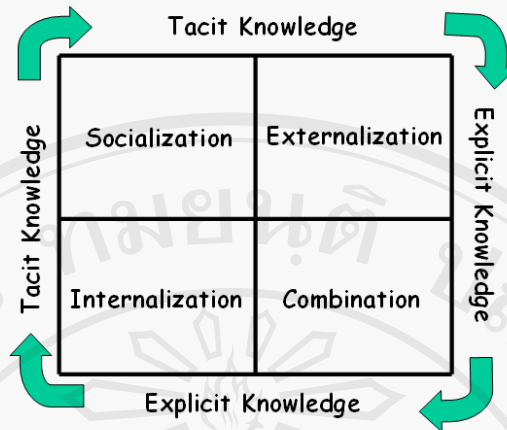 Tacit Knowledge
Socialization
Externalization
Tacit Knowledge
Explicit Knowledge
Internalization
Combination
Explicit Knowledge